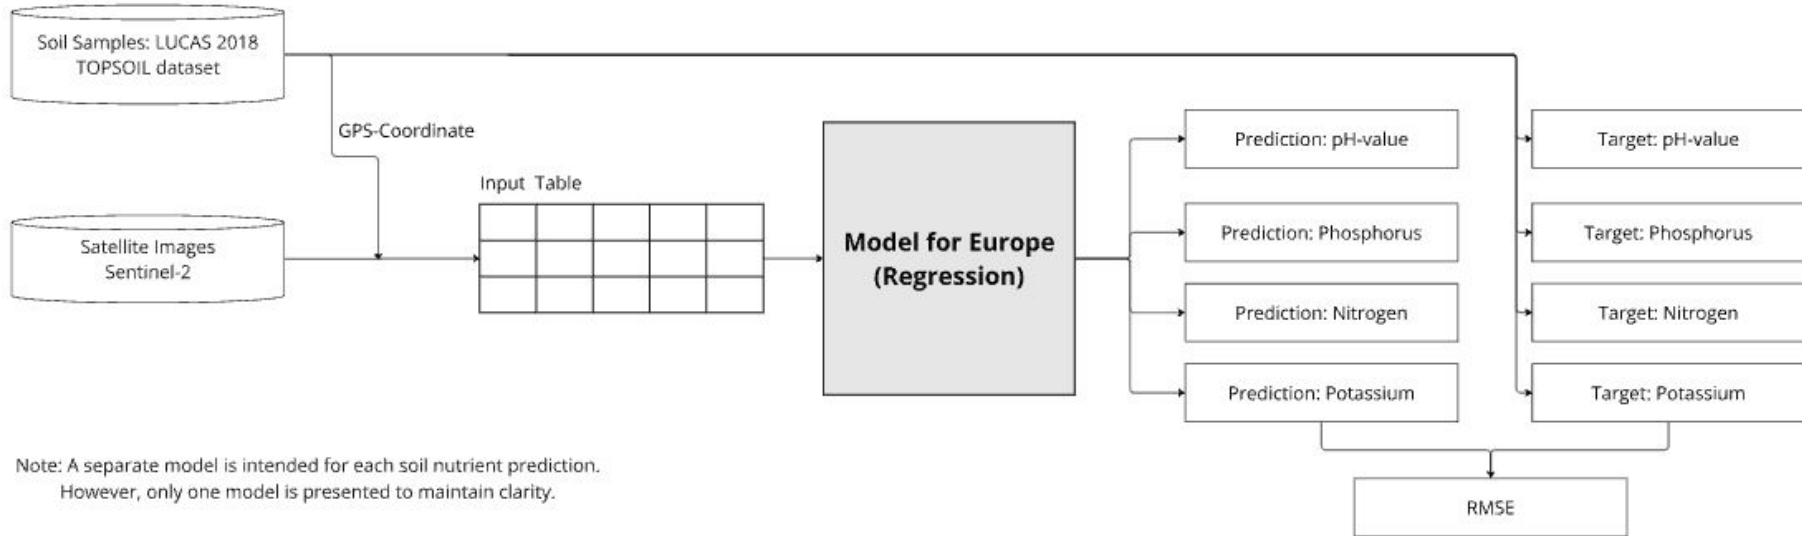 Soil Samples: LUCAS 2018
TOPSOIL dataset
GPS-Coordinate
Satellite Images
Sentinel-2
Input Table
Model for Europe
(Regression)
Prediction: pH-value
Target: pH-value
Prediction: Phosphorus
Target: Phosphorus
Prediction: Nitrogen
Target: Nitrogen
Prediction: Potassium
Target: Potassium
RMSE
Note: A separate model is intended for each soil nutrient prediction.
However, only one model is presented to maintain clarity.